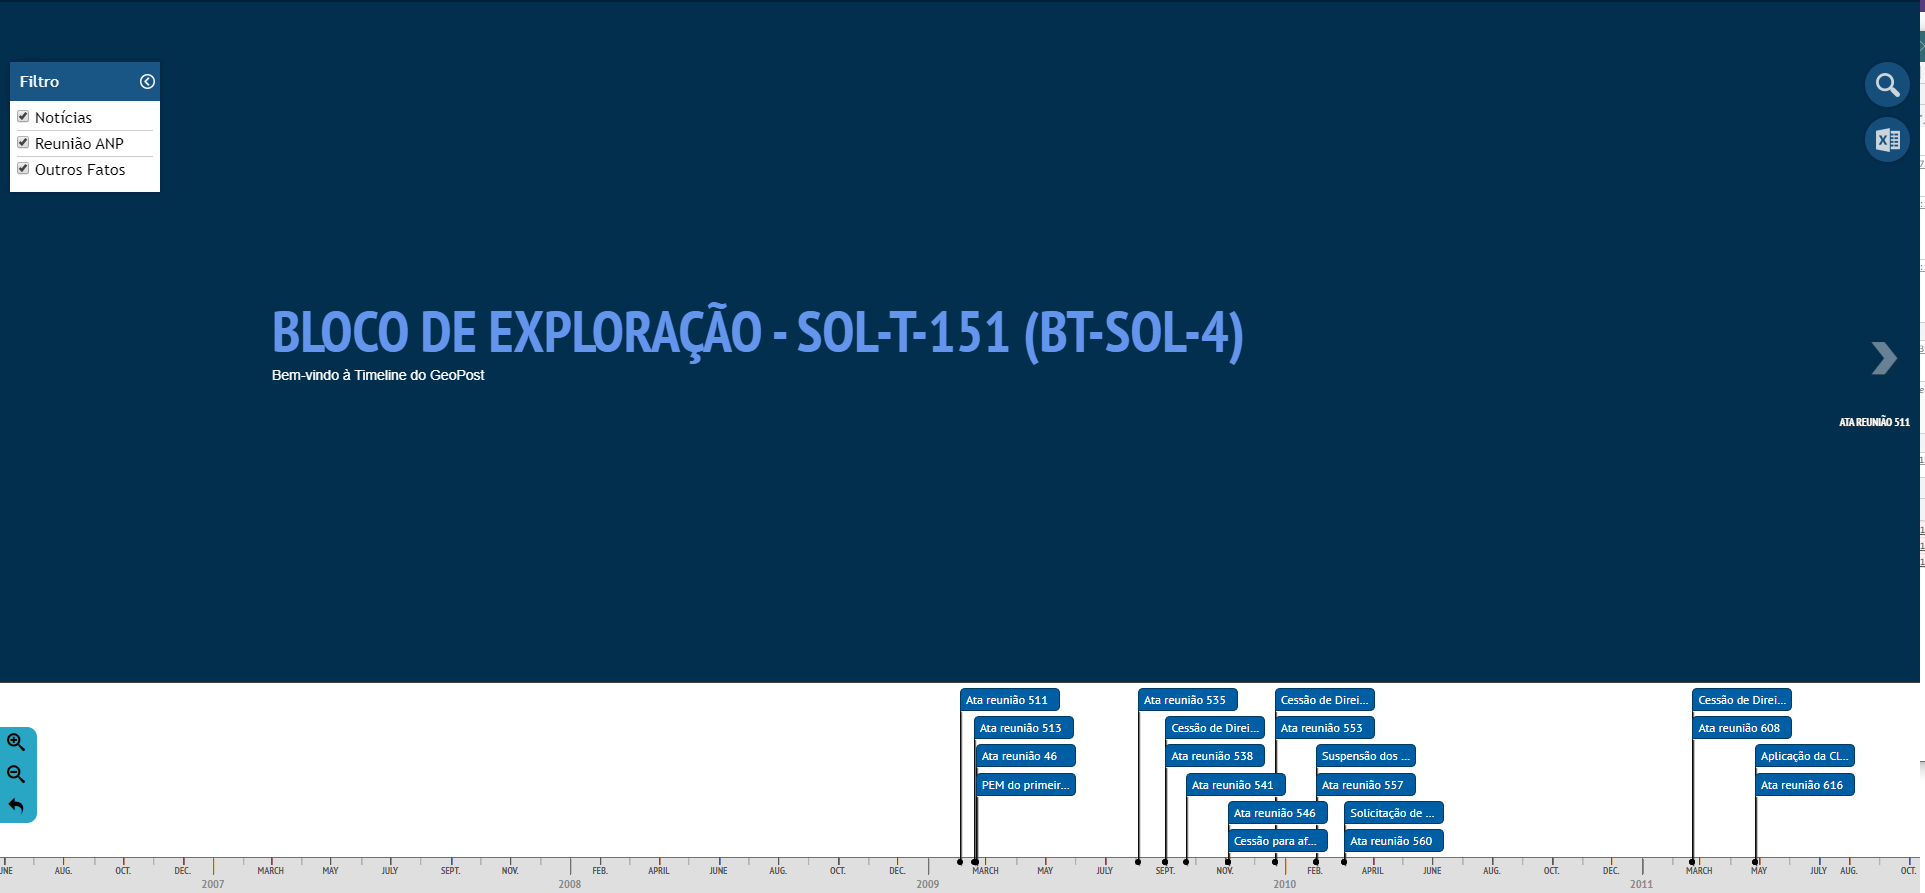 Filtro
Notícias
Reunião ANP
Outros Fatos
BLOCO DE EXPLORAÇÃO - SOL-T-151 (BT-SOL-4)
Bem-vindo à Timeline do GeoPost
ATA REUNIÃO 511
Ata reunião 511
Ata reunião 535
Cessão de Direi...
Cessão de Direi...
Ata reunião 513
Cessão de Direi...
Ata reunião 553
Ata reunião 608
Ata reunião 46
Ata reunião 538
Suspensão dos ...
Aplicação da CL...
PEM do primeir...
Ata reunião 541
Ata reunião 557
Ata reunião 616
Ata reunião 546
Solicitação de ...
Cessão para af...
Ata reunião 560
UNE AUG. OCT. DEC. MARCH MAY JULY SEPT. NOV. FEB. APRIL JUNE AUG. OCT. DEC. MARCH MAY JULY SEPT. NOV. FEB. APRIL JUNE AUG. OCT. DEC. MARCH MAY JULY AUG. OCT.
2007 2008 2009 2010 2011